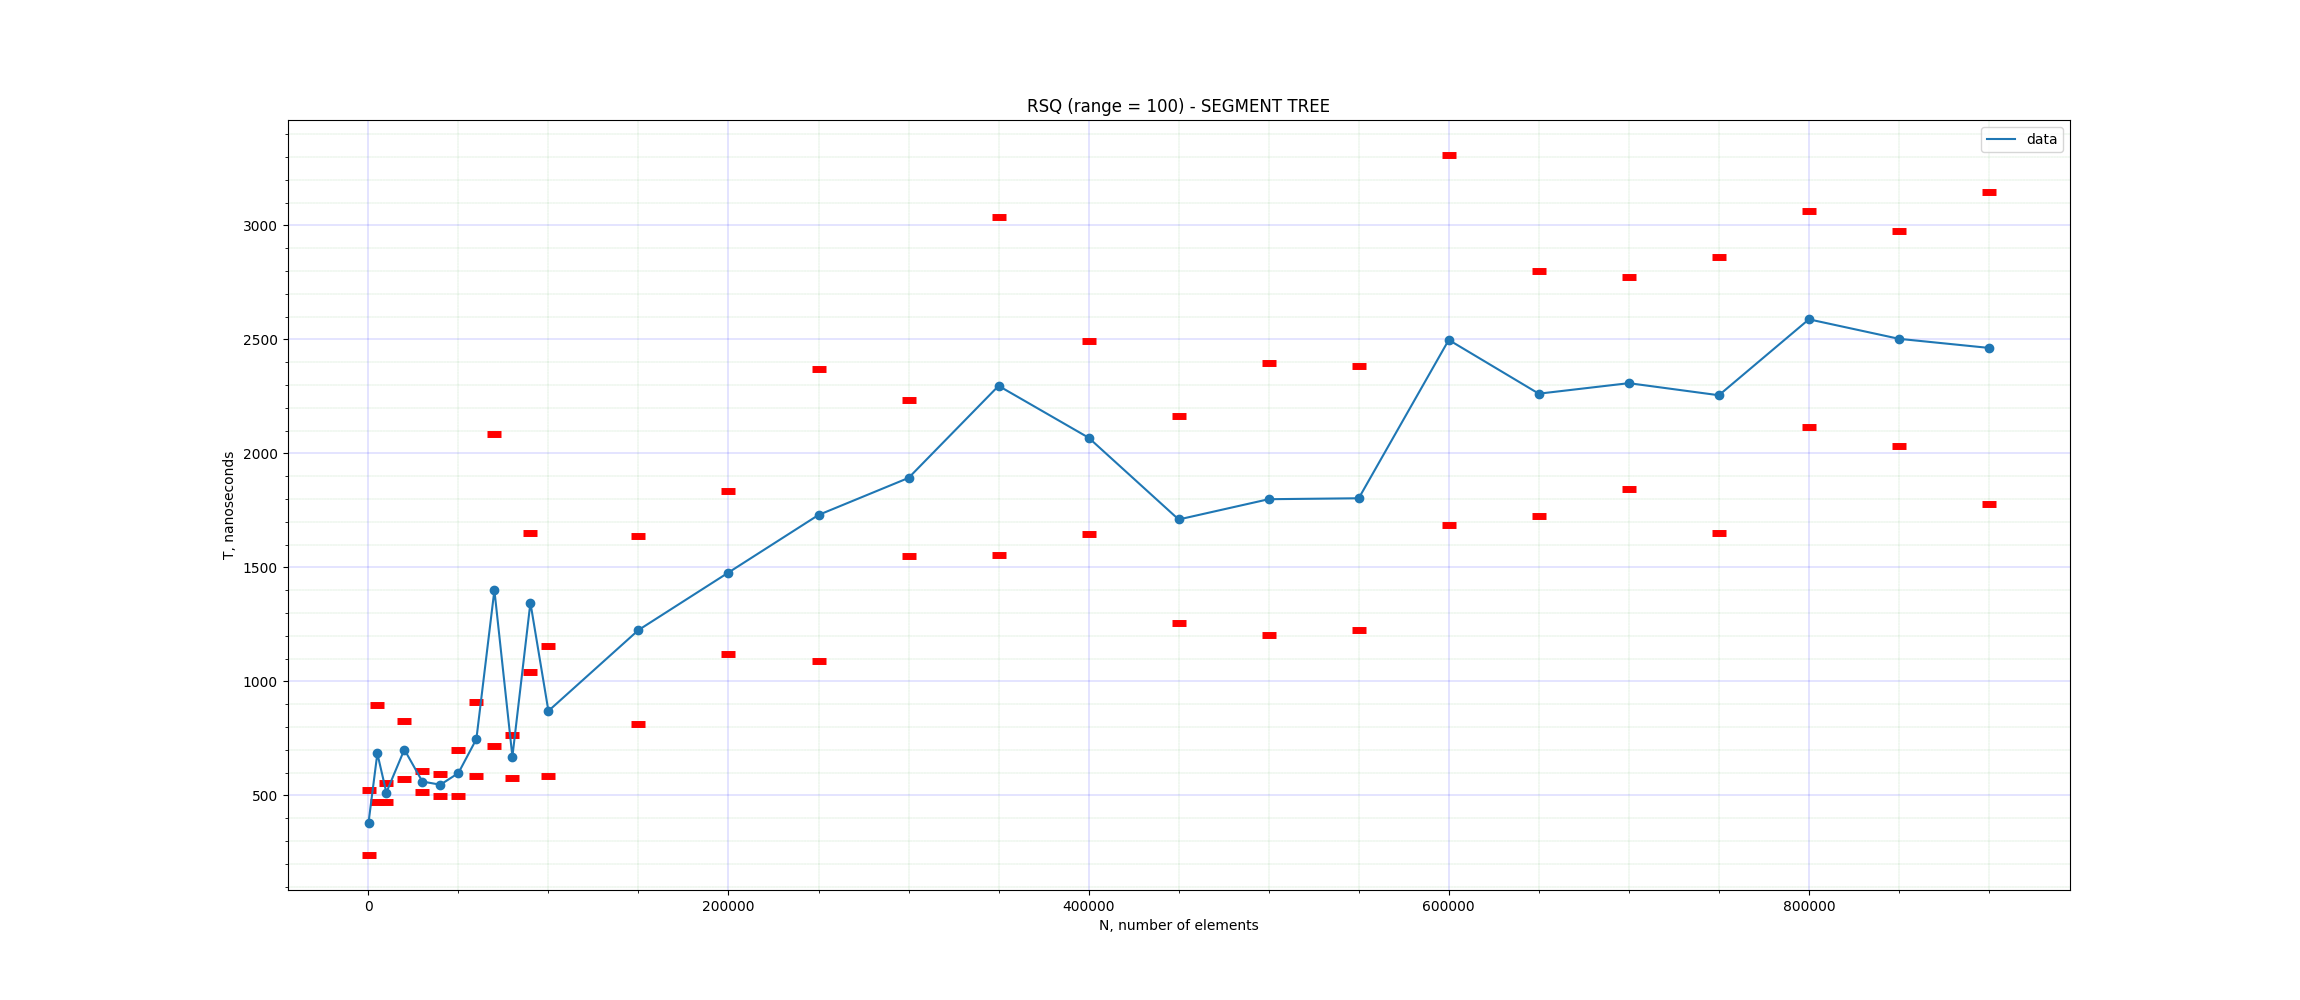 RSQ (range = 100) - SEGMENT TREE
data
3000
2500
2000
1500
1000
500
T, nanoseconds
0 200000 400000 600000 800000
N, number of elements